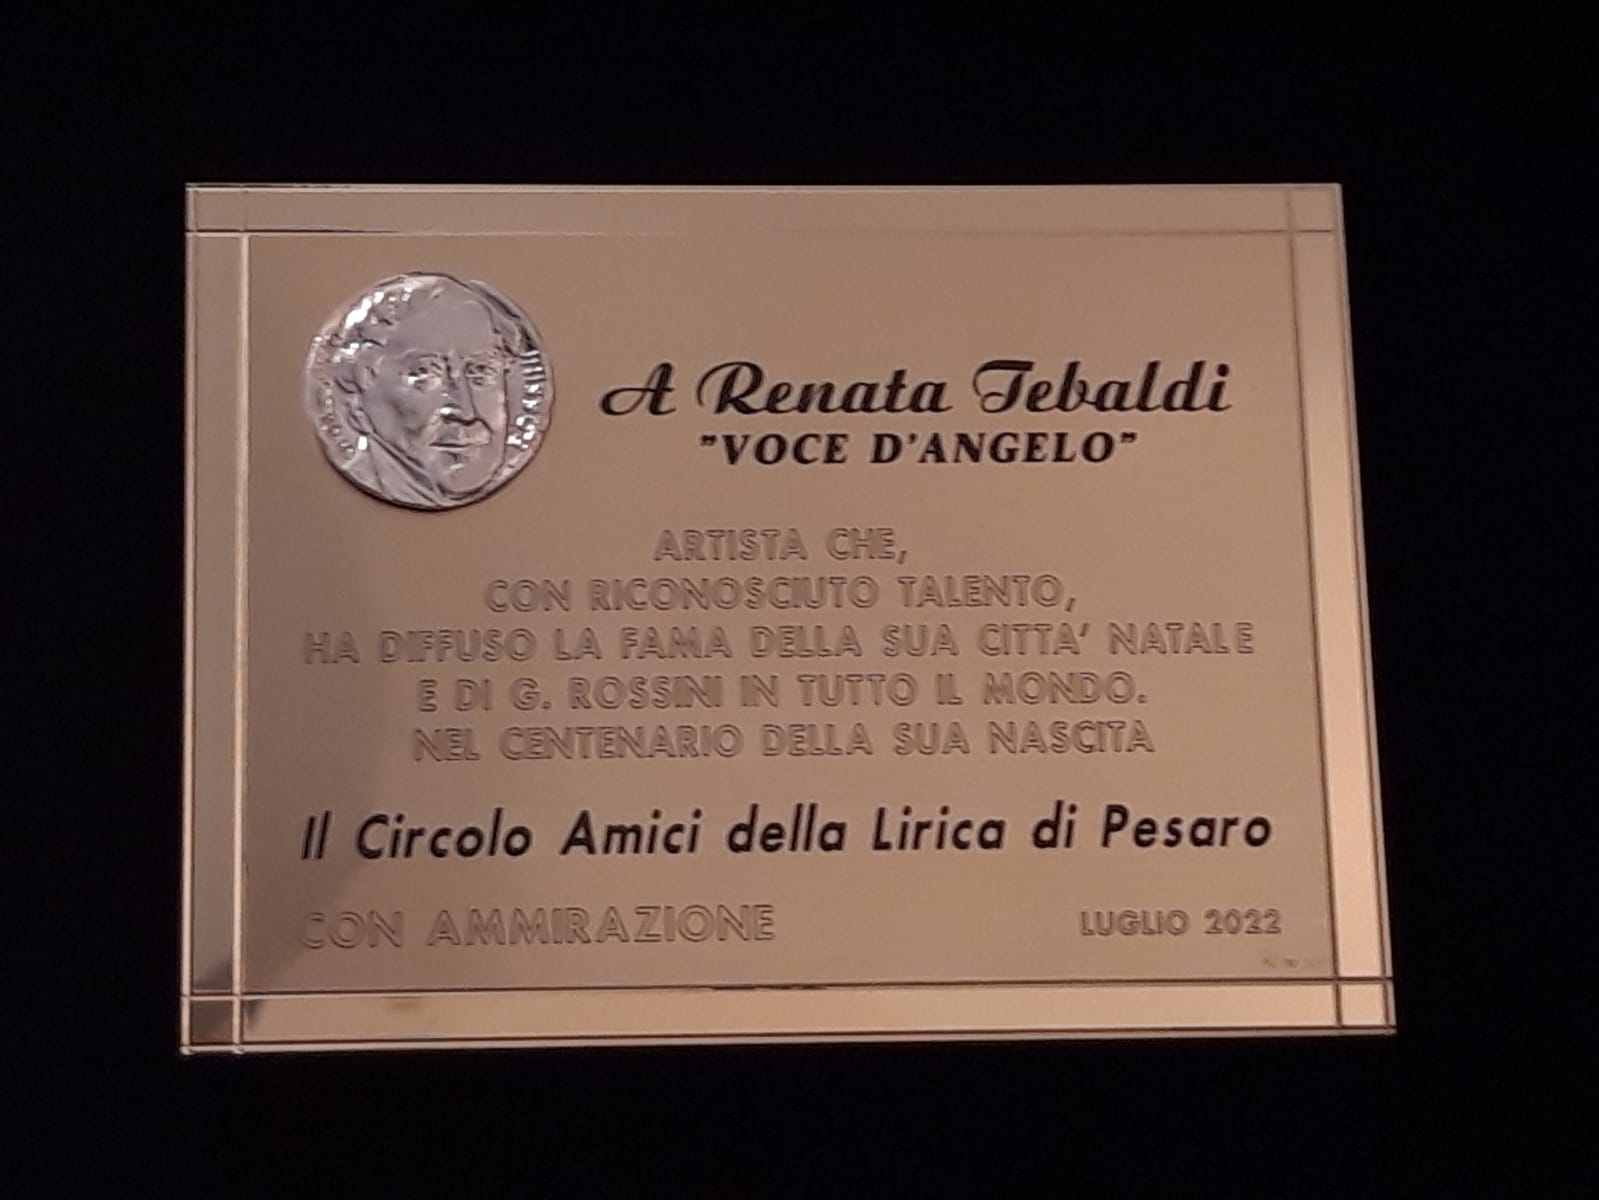 A Renata Tebaldi
"VOCE D'ANGELO"
ARTISTA CHE,
CON RICONOSCIUTO TALENTO,
HA DIFFUSO LA FAMA DELLA SUA CITTA' NATALE
E DI G. ROSSINI IN TUTTO IL MONDO.
NEL CENTENARIO DELLA SUA NASCITA
Il Circolo Amici della Lirica di Pesaro
CON AMMIRAZIONE
LUGLIO 2022